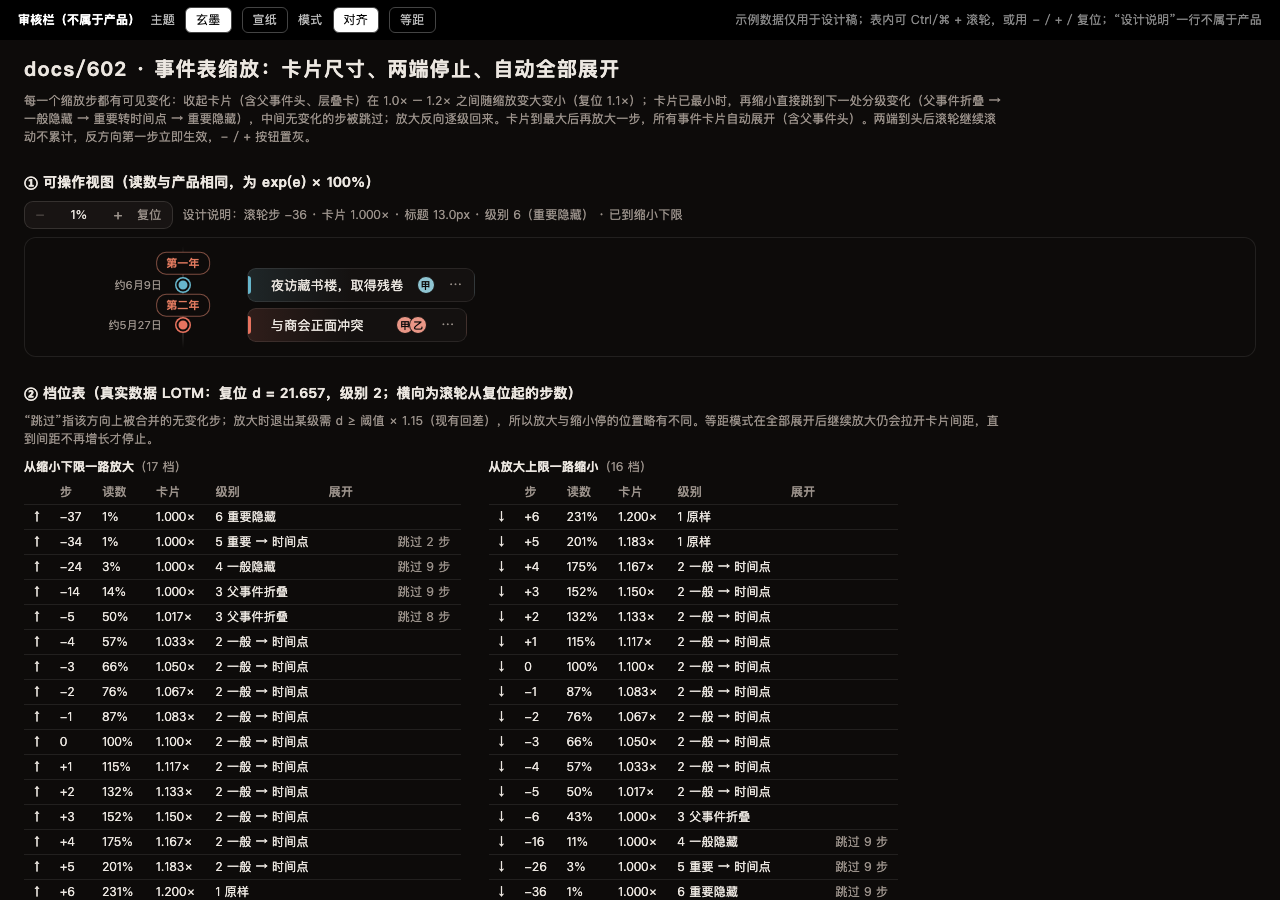 审核栏（不属于产品） 主题 玄墨 宣纸 模式 对齐 等距 示例数据仅用于设计稿；表内可 Ctrl/⌘ + 滚轮，或用 − / + / 复位；“设计说明”一行不属于产品
docs/602 · 事件表缩放：卡片尺寸、两端停止、自动全部展开
每一个缩放步都有可见变化：收起卡片（含父事件头、层叠卡）在 1.0× — 1.2× 之间随缩放变大变小（复位 1.1×）；卡片已最小时，再缩小直接跳到下一处分级变化（父事件折叠 →
一般隐藏 → 重要转时间点 → 重要隐藏），中间无变化的步被跳过；放大反向逐级回来。卡片到最大后再放大一步，所有事件卡片自动展开（含父事件头）。两端到头后滚轮继续滚
动不累计，反方向第一步立即生效，− / + 按钮置灰。
① 可操作视图（读数与产品相同，为 exp(e) × 100%）
− 1% + 复位 设计说明：滚轮步 −36 · 卡片 1.000× · 标题 13.0px · 级别 6（重要隐藏） · 已到缩小下限
第一年
约6月9日 夜访藏书楼，取得残卷 甲 ···
第二年
约5月27日 与商会正面冲突 甲 乙 ···
② 档位表（真实数据 LOTM：复位 d = 21.657，级别 2；横向为滚轮从复位起的步数）
“跳过”指该方向上被合并的无变化步；放大时退出某级需 d ≥ 阈值 × 1.15（现有回差），所以放大与缩小停的位置略有不同。等距模式在全部展开后继续放大仍会拉开卡片间距，直
到间距不再增长才停止。
从缩小下限一路放大（17 档）
步 读数 卡片 级别 展开
↑ −37 1% 1.000× 6 重要隐藏
↑ −34 1% 1.000× 5 重要 → 时间点 跳过 2 步
↑ −24 3% 1.000× 4 一般隐藏 跳过 9 步
↑ −14 14% 1.000× 3 父事件折叠 跳过 9 步
↑ −5 50% 1.017× 3 父事件折叠 跳过 8 步
↑ −4 57% 1.033× 2 一般 → 时间点
↑ −3 66% 1.050× 2 一般 → 时间点
↑ −2 76% 1.067× 2 一般 → 时间点
↑ −1 87% 1.083× 2 一般 → 时间点
↑ 0 100% 1.100× 2 一般 → 时间点
↑ +1 115% 1.117× 2 一般 → 时间点
↑ +2 132% 1.133× 2 一般 → 时间点
↑ +3 152% 1.150× 2 一般 → 时间点
↑ +4 175% 1.167× 2 一般 → 时间点
↑ +5 201% 1.183× 2 一般 → 时间点
↑ +6 231% 1.200× 1 原样
从放大上限一路缩小（16 档）
步 读数 卡片 级别 展开
↓ +6 231% 1.200× 1 原样
↓ +5 201% 1.183× 1 原样
↓ +4 175% 1.167× 2 一般 → 时间点
↓ +3 152% 1.150× 2 一般 → 时间点
↓ +2 132% 1.133× 2 一般 → 时间点
↓ +1 115% 1.117× 2 一般 → 时间点
↓ 0 100% 1.100× 2 一般 → 时间点
↓ −1 87% 1.083× 2 一般 → 时间点
↓ −2 76% 1.067× 2 一般 → 时间点
↓ −3 66% 1.050× 2 一般 → 时间点
↓ −4 57% 1.033× 2 一般 → 时间点
↓ −5 50% 1.017× 2 一般 → 时间点
↓ −6 43% 1.000× 3 父事件折叠
↓ −16 11% 1.000× 4 一般隐藏 跳过 9 步
↓ −26 3% 1.000× 5 重要 → 时间点 跳过 9 步
↓ −36 1% 1.000× 6 重要隐藏 跳过 9 步